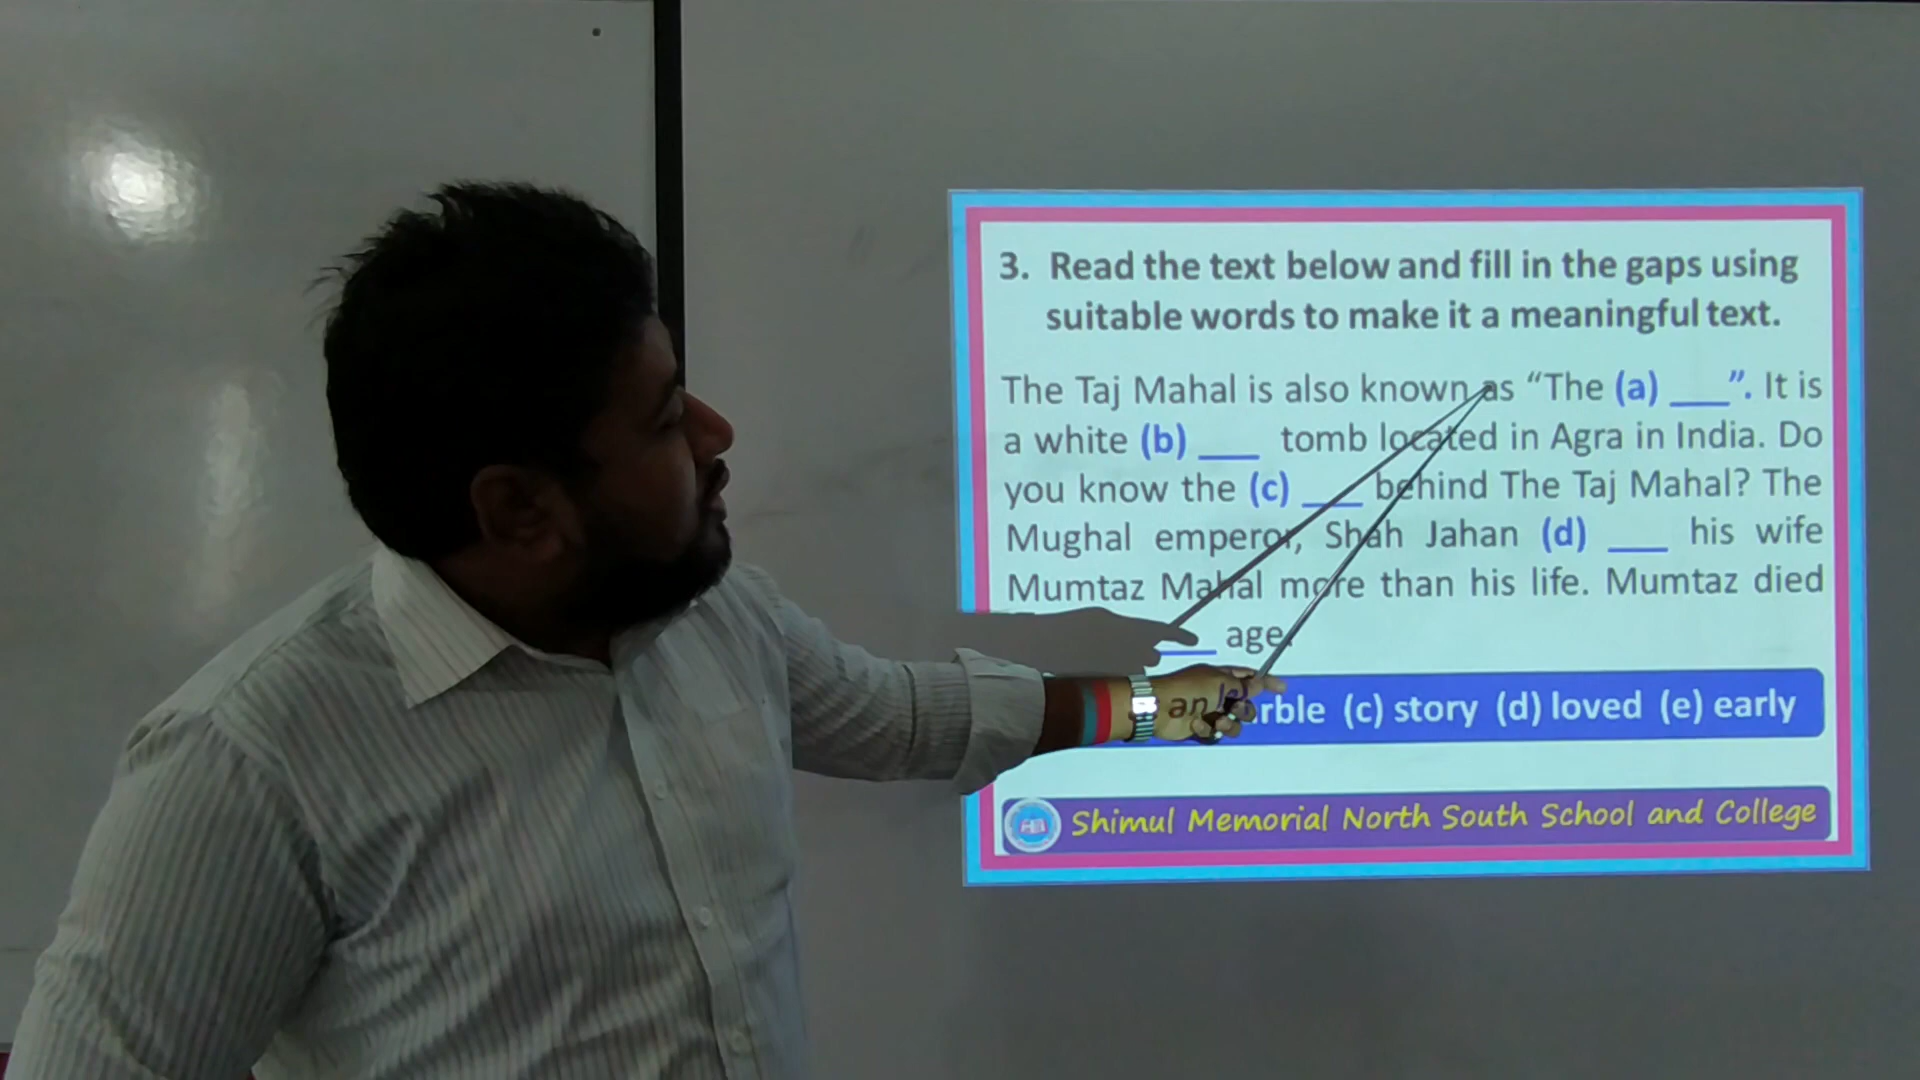 3. Read the text below and fill in the gaps using
suitable words to make it a meaningful text.
The Taj Mahal is also known as “The (a) ___”. It is
a white (b) ___ tomb located in Agra in India. Do
you know the (c) ___ behind The Taj Mahal? The
Mughal emperor, Shah Jahan (d) ___ his wife
Mumtaz Mahal more than his life. Mumtaz died
___ age.
(c) story (d) loved (e) early
Shimul Memorial North South School and College